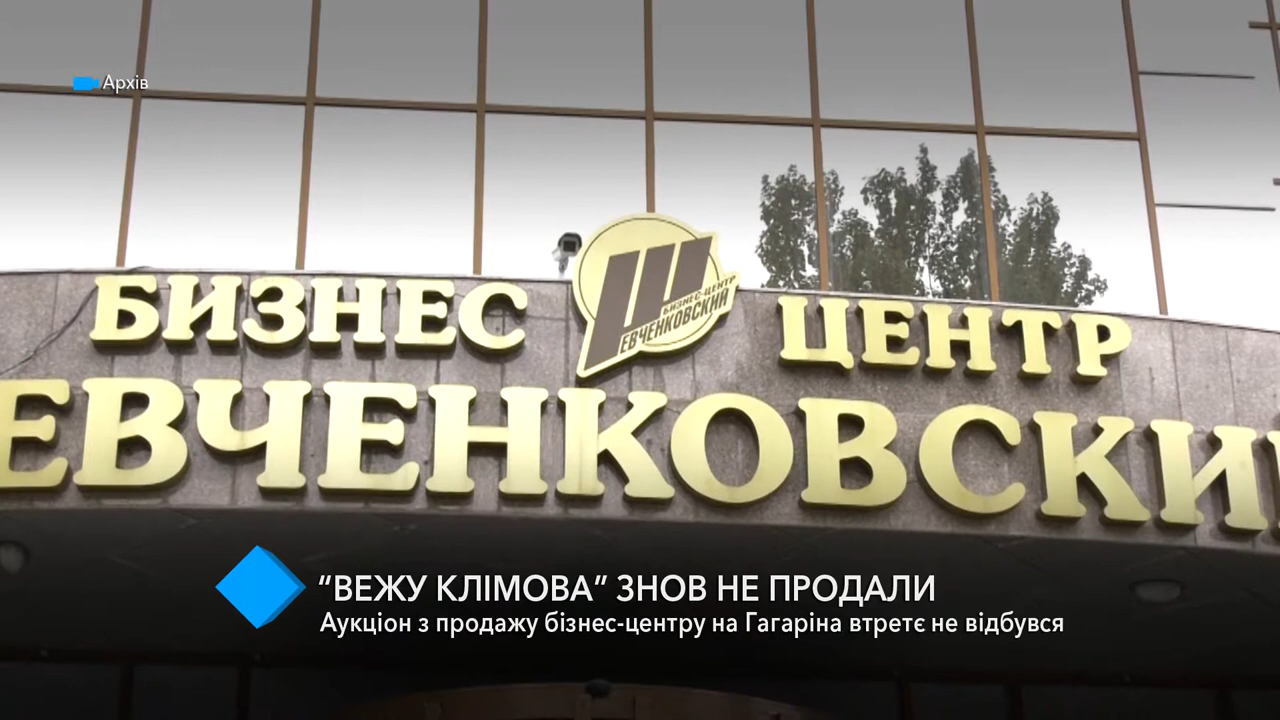 Архів
БИЗНЕС ЦЕНТР
Ш
БИЗНЕС-ЦЕНТР
ЕВЧЕНКОВСКИЙ
ЕВЧЕНКОВСКИ
“ВЕЖУ КЛІМОВА“ ЗНОВ НЕ ПРОДАЛИ
Аукціон з продажу бізнес-центру на Гагаріна втретє не відбувся